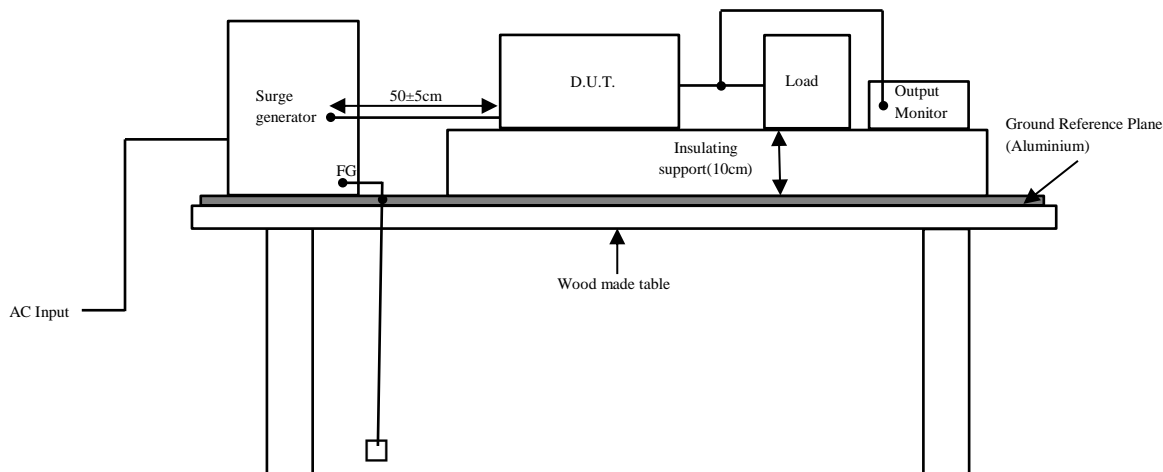 Surge
generator
50±5cm
D.U.T.
Load
Output
Monitor
Ground Reference Plane
(Aluminium)
Insulating
support(10cm)
FG
Wood made table
AC Input